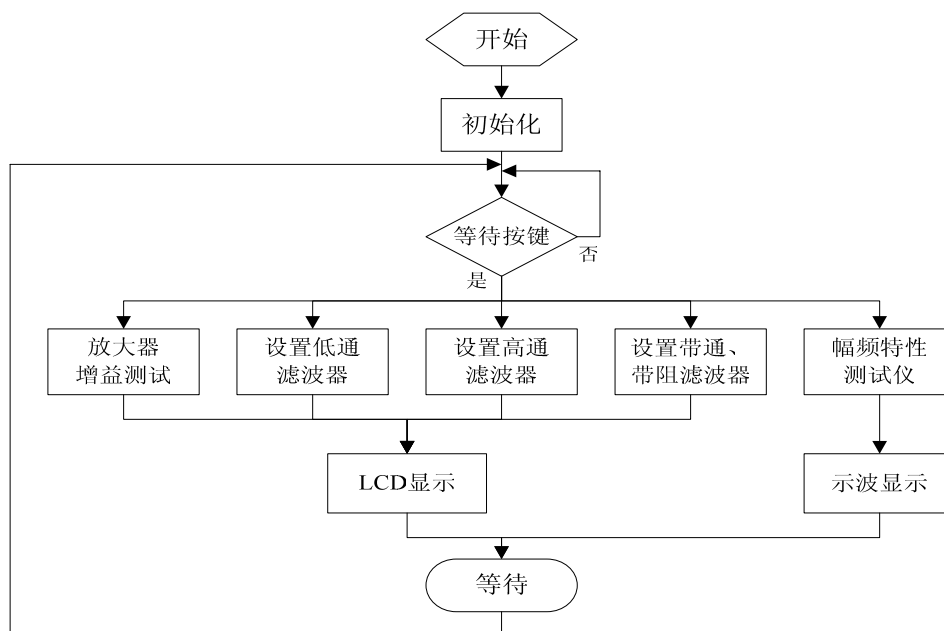 开始
初始化
等待按键
否
是
放大器
增益测试
设置低通
滤波器
设置高通
滤波器
设置带通、
带阻滤波器
幅频特性
测试仪
LCD显示
示波显示
等待